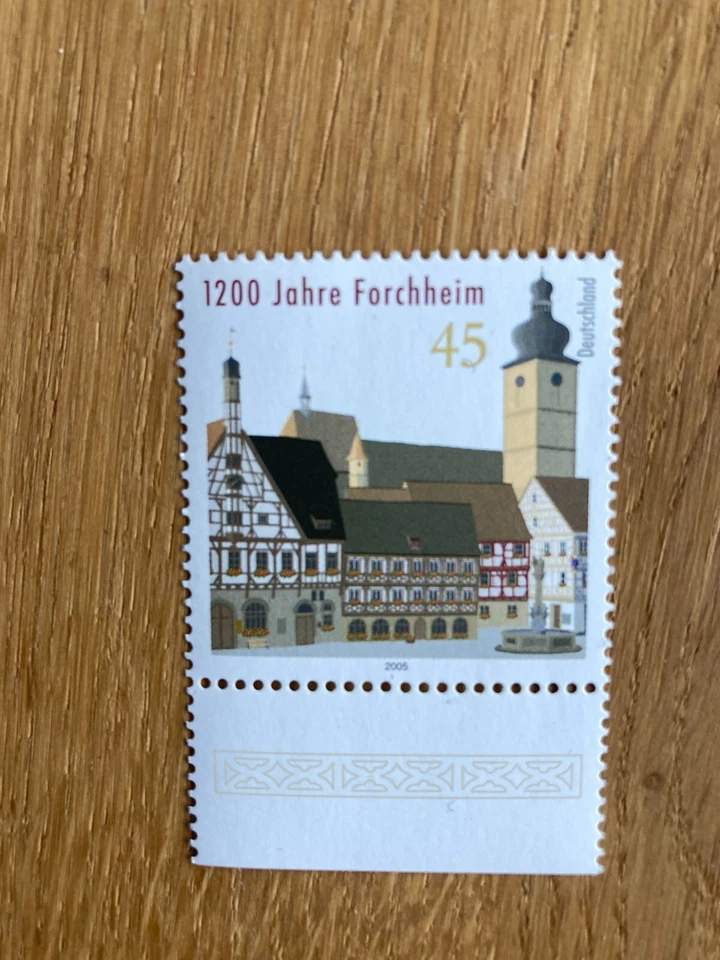 1200 Jahre Forchheim
45
Deutschland
2005